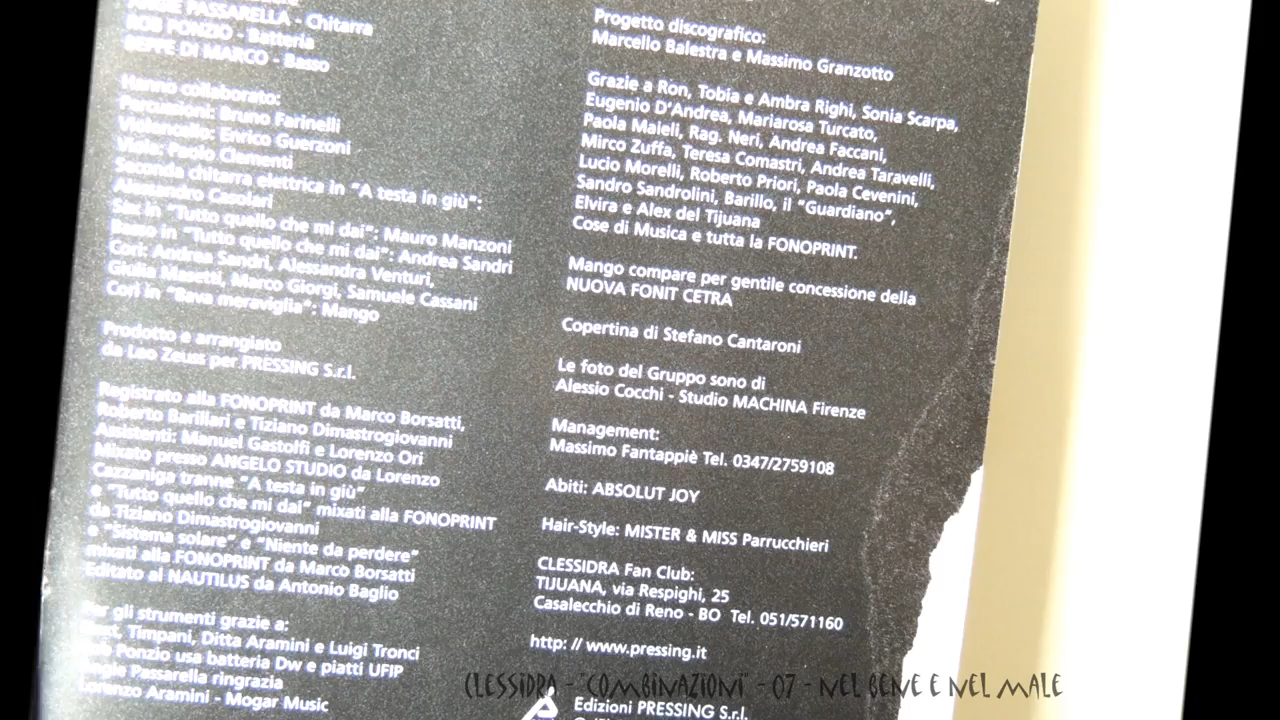 PASSARELLA - Chitarra
BOB PONZIO - Batteria
BEPPE DI MARCO - Basso
Hanno collaborato:
Percussioni: Bruno Farinelli
Violoncello: Enrico Guerzoni
Viola: Paolo Clementi
Seconda chitarra elettrica in "A testa in giù":
Alessandro Capolari
Sax in "Tutto quello che mi dai": Mauro Manzoni
Basso in "Tutto quello che mi dai": Andrea Sandri
Cori: Andrea Sandri, Alessandra Venturi,
Giulia Masetti, Marco Giorgi, Samuele Cassani
Cori in "Bava meraviglia": Mango
Prodotto e arrangiato
da Leo Zeuss per PRESSING S.r.l.
Registrato alla FONOPRINT da Marco Borsatti,
Roberto Barillari e Tiziano Dimastrogiovanni
Assistenti: Manuel Gastolfi e Lorenzo Ori
Mixato presso ANGELO STUDIO da Lorenzo
Cazzaniga tranne "A testa in giù"
e "Tutto quello che mi dai" mixati alla FONOPRINT
da Tiziano Dimastrogiovanni
e "Sistema solare" e "Niente da perdere"
mixati alla FONOPRINT da Marco Borsatti
Editato al NAUTILUS da Antonio Baglio
Per gli strumenti grazie a:
Timpani, Ditta Aramini e Luigi Tronci
Bob Ponzio usa batteria Dw e piatti UFIP
Passarella ringrazia
Lorenzo Aramini - Mogar Music
Progetto discografico:
Marcello Balestra e Massimo Granzotto
Grazie a Ron, Tobia e Ambra Righi, Sonia Scarpa,
Eugenio D'Andrea, Mariarosa Turcato,
Paola Maleli, Rag. Neri, Andrea Faccani,
Mirco Zuffa, Teresa Comastri, Andrea Taravelli,
Lucio Morelli, Roberto Priori, Paola Cevenini,
Sandro Sandrolini, Barillo, il "Guardiano",
Elvira e Alex del Tijuana
Cose di Musica e tutta la FONOPRINT.
Mango compare per gentile concessione della
NUOVA FONIT CETRA
Copertina di Stefano Cantaroni
Le foto del Gruppo sono di
Alessio Cocchi - Studio MACHINA Firenze
Management:
Massimo Fantappiè Tel. 0347/2759108
Abiti: ABSOLUT JOY
Hair-Style: MISTER & MISS Parrucchieri
CLESSIDRA Fan Club:
TIJUANA, via Respighi, 25
Casalecchio di Reno - BO Tel. 051/571160
http: // www.pressing.it
Edizioni PRESSING S.r.l.
CLESSIDRA - "COMBINAZIONI" - 07 - NEL BENE E NEL MALE